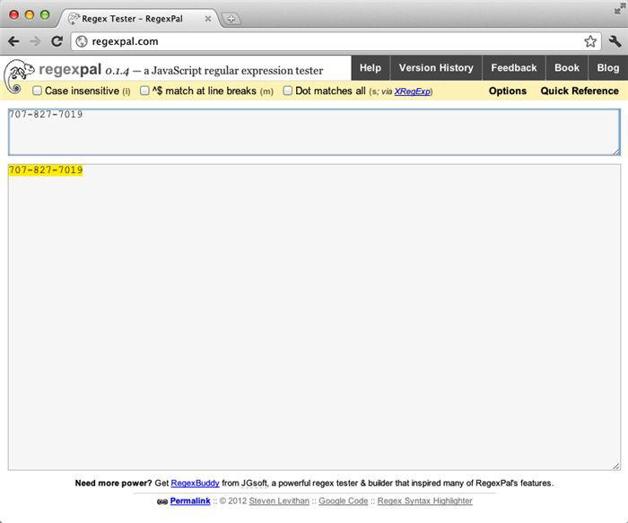 Regex Tester – RegexPal
regexpal.com
regexpal 0.1.4 — a JavaScript regular expression tester
Help Version History Feedback Book Blog
Case insensitive (i) ^$ match at line breaks (m) Dot matches all (s; via XRegExp) Options Quick Reference
707-827-7019
707-827-7019
Need more power? Get RegexBuddy from JGsoft, a powerful regex tester & builder that inspired many of RegexPal's features.
Permalink :: © 2012 Steven Levithan :: Google Code :: Regex Syntax Highlighter